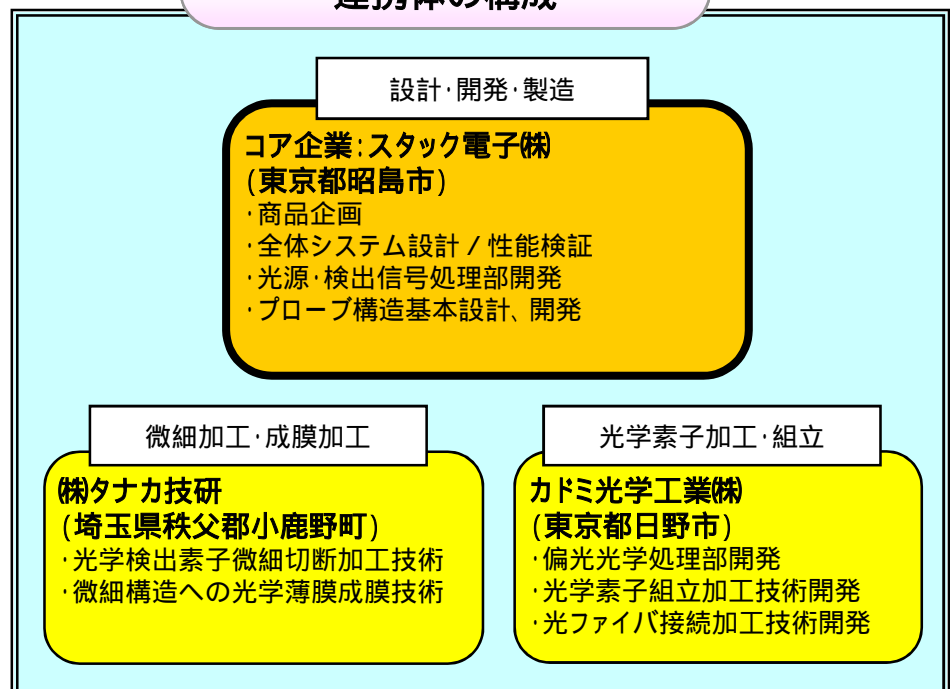 連携体の構成
設計･開発･製造
コア企業:スタック電子㈱
(東京都昭島市)
･商品企画
･全体システム設計/性能検証
･光源･検出信号処理部開発
･プローブ構造基本設計、開発
微細加工･成膜加工
㈱タナカ技研
(埼玉県秩父郡小鹿野町)
･光学検出素子微細切断加工技術
･微細構造への光学薄膜成膜技術
光学素子加工･組立
カドミ光学工業㈱
(東京都日野市)
･偏光光学処理部開発
･光学素子組立加工技術開発
･光ファイバ接続加工技術開発